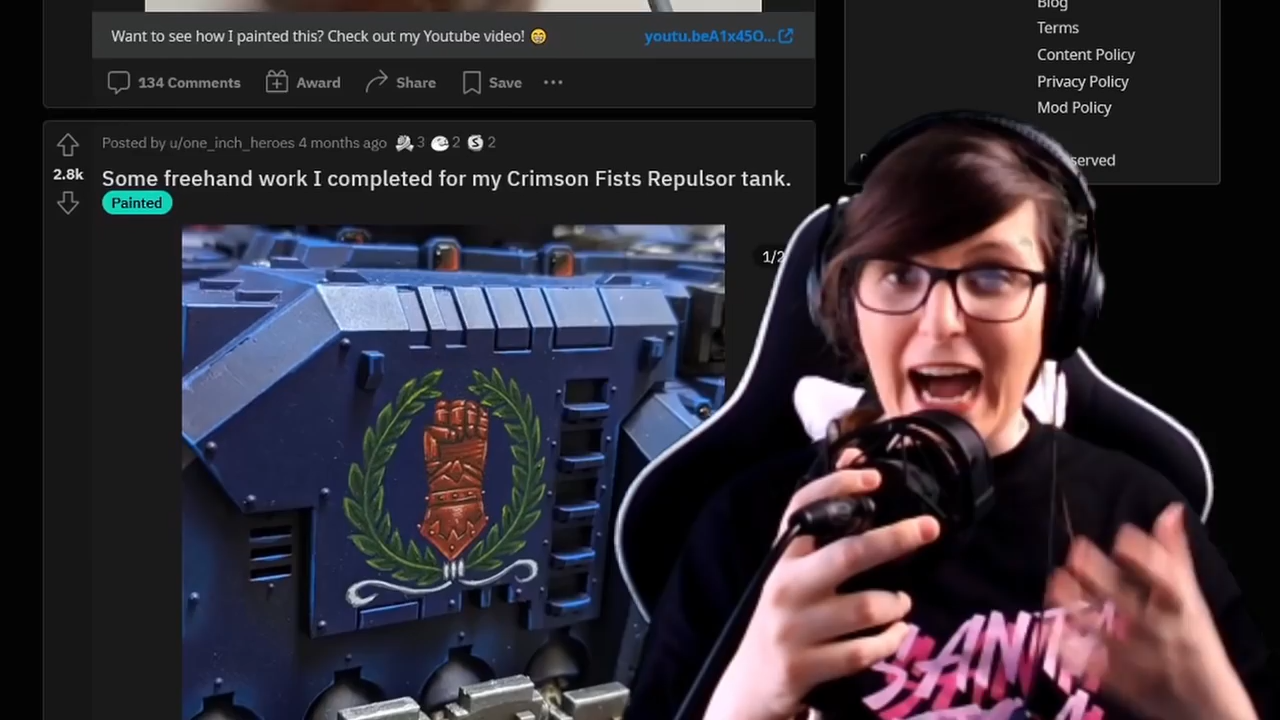 Blog
Want to see how I painted this? Check out my Youtube video! 😁 youtu.beA1x45O...
Terms
Content Policy
134 Comments Award Share Save ...
Privacy Policy
Mod Policy
Posted by u/one_inch_heroes 4 months ago 3 2 2
served
2.8k
Some freehand work I completed for my Crimson Fists Repulsor tank.
Painted
1/2
SANIT